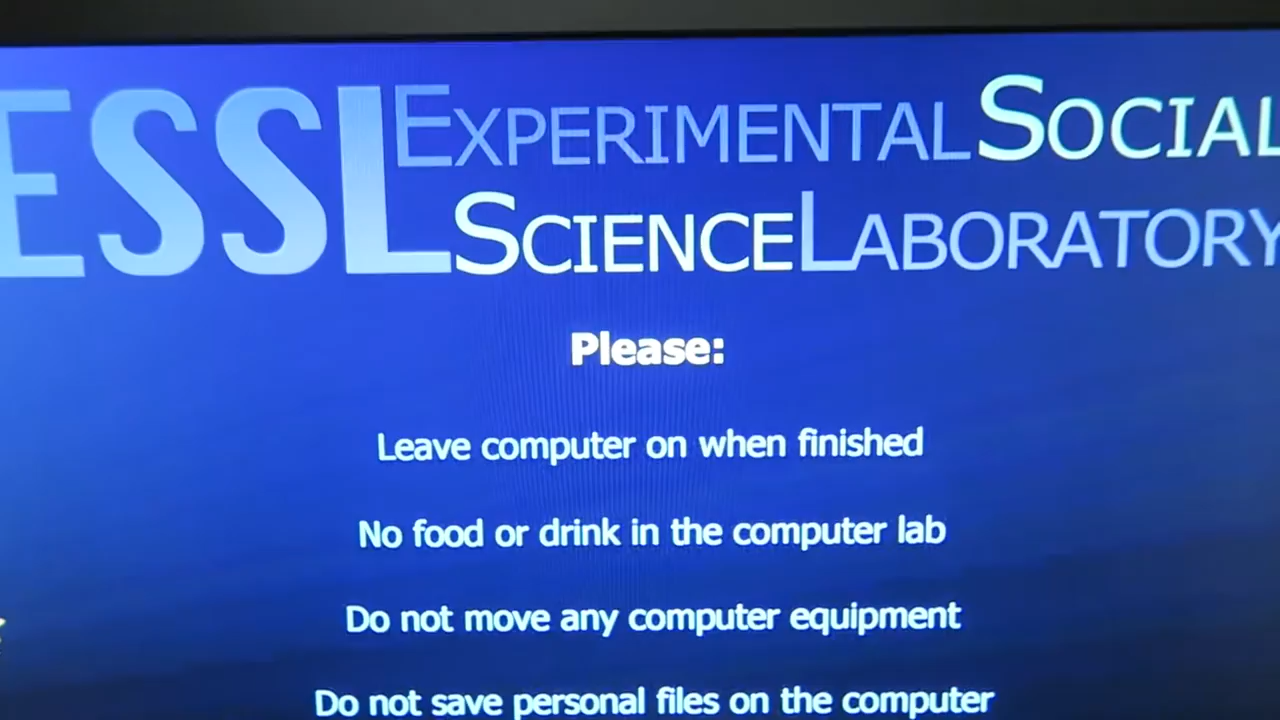 ESSL
EXPERIMENTAL SOCIAL
SCIENCE LABORATORY
Please:
Leave computer on when finished
No food or drink in the computer lab
Do not move any computer equipment
Do not save personal files on the computer